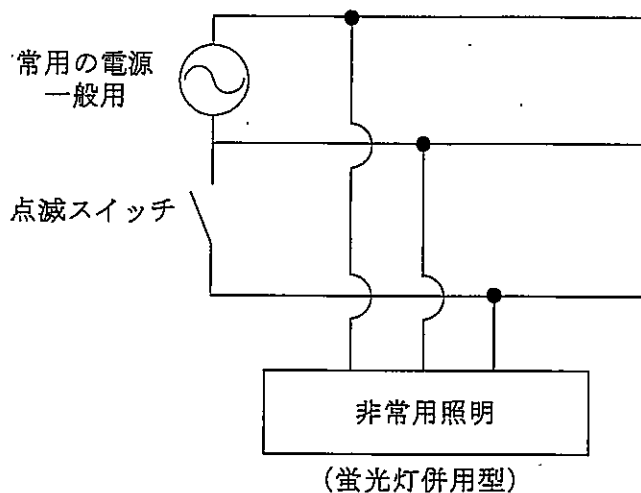 常用の電源
一般用
点滅スイッチ
非常用照明
(蛍光灯併用型)